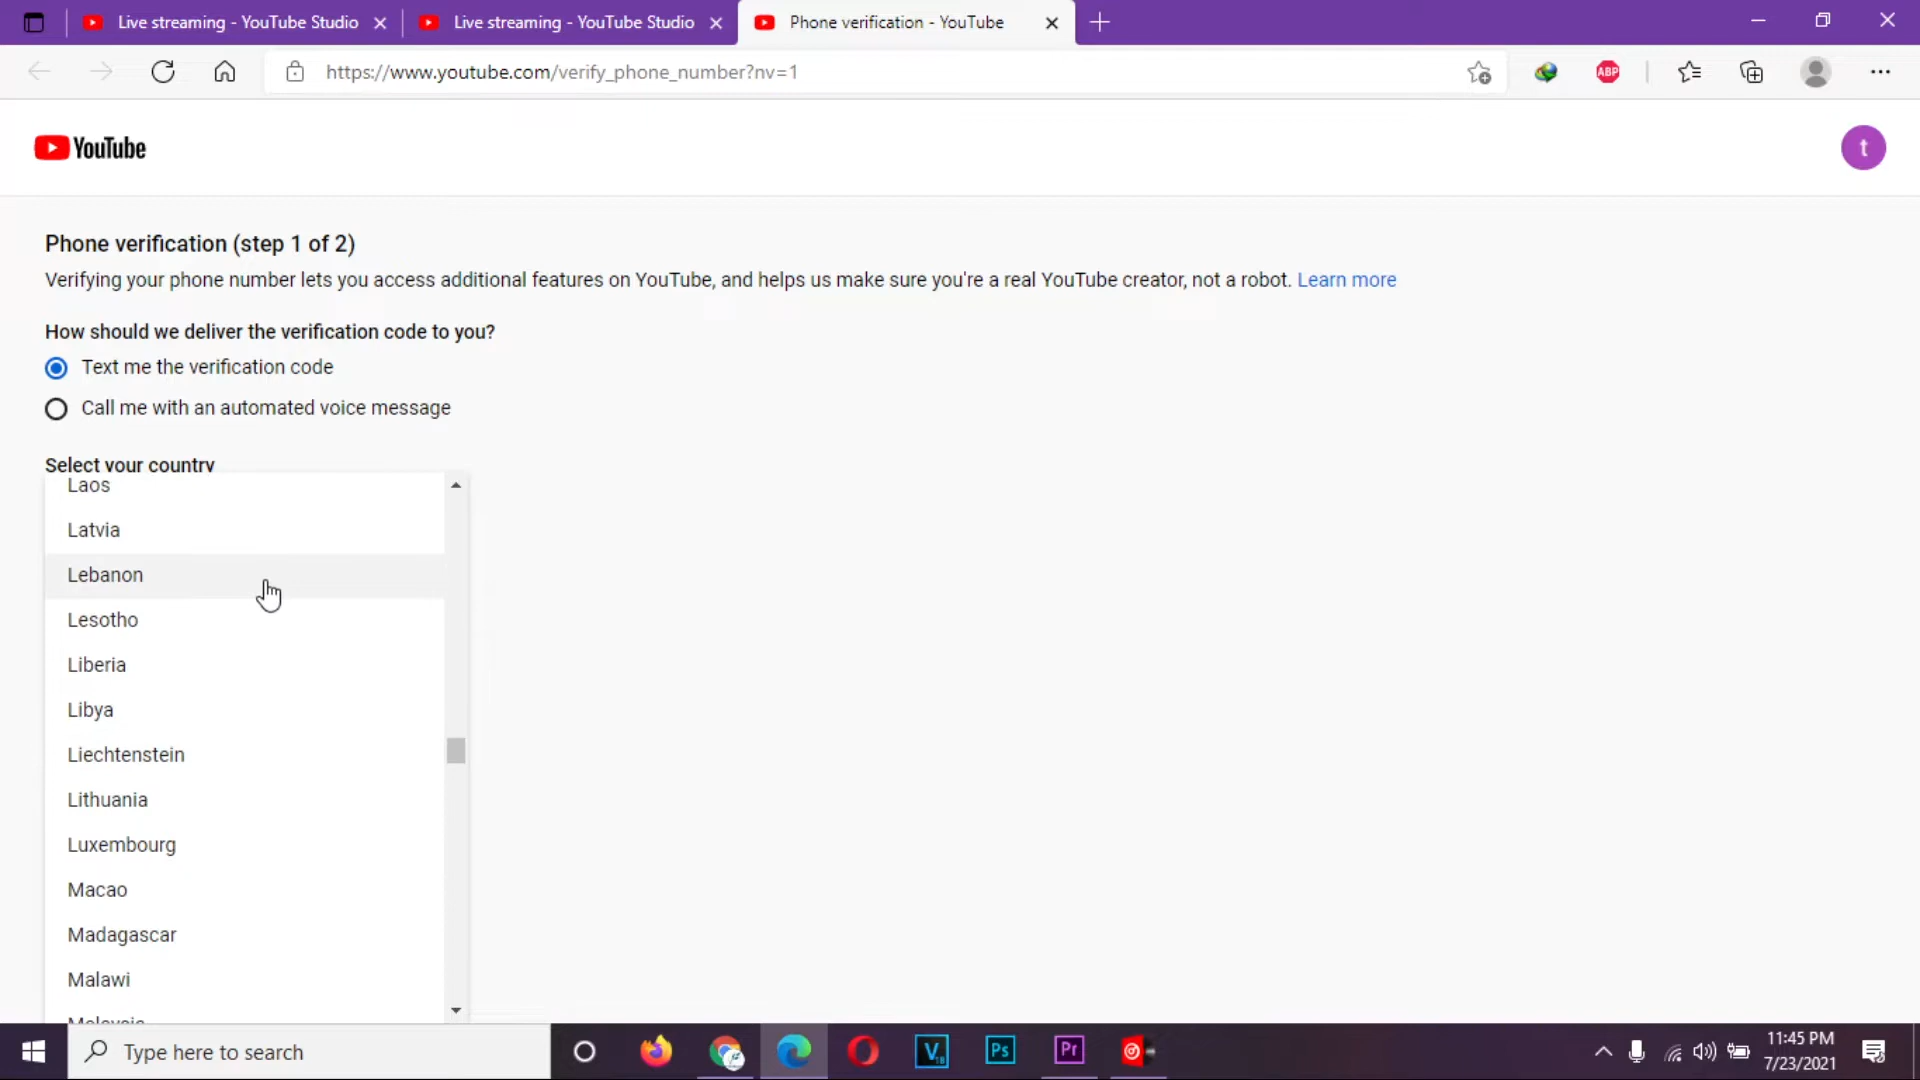 Live streaming - YouTube Studio
Live streaming - YouTube Studio
Phone verification - YouTube
https://www.youtube.com/verify_phone_number?nv=1
ABP
YouTube
t
Phone verification (step 1 of 2)
Verifying your phone number lets you access additional features on YouTube, and helps us make sure you're a real YouTube creator, not a robot. Learn more
How should we deliver the verification code to you?
Text me the verification code
Call me with an automated voice message
Select your country
Laos
Latvia
Lebanon
Lesotho
Liberia
Libya
Liechtenstein
Lithuania
Luxembourg
Macao
Madagascar
Malawi
Malaysia
Type here to search
V
Ps
Pr
11:45 PM
7/23/2021